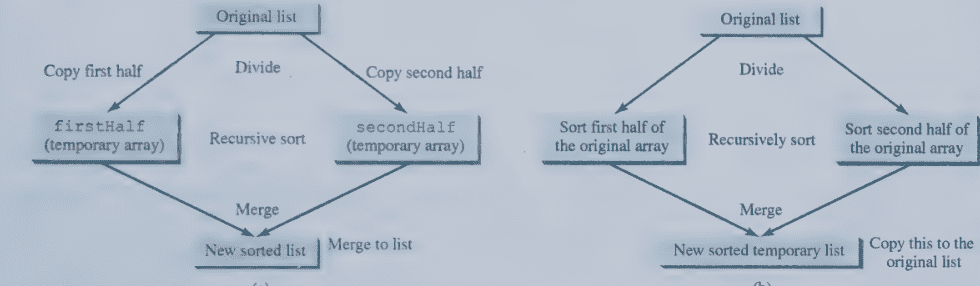 Original list
Copy first half
Divide
Copy second half
firstHalf
(temporary array)
Recursive sort
secondHalf
(temporary array)
Merge
New sorted list
Merge to list
Original list
Divide
Sort first half of
the original array
Recursively sort
Sort second half of
the original array
Merge
New sorted temporary list
Copy this to the
original list